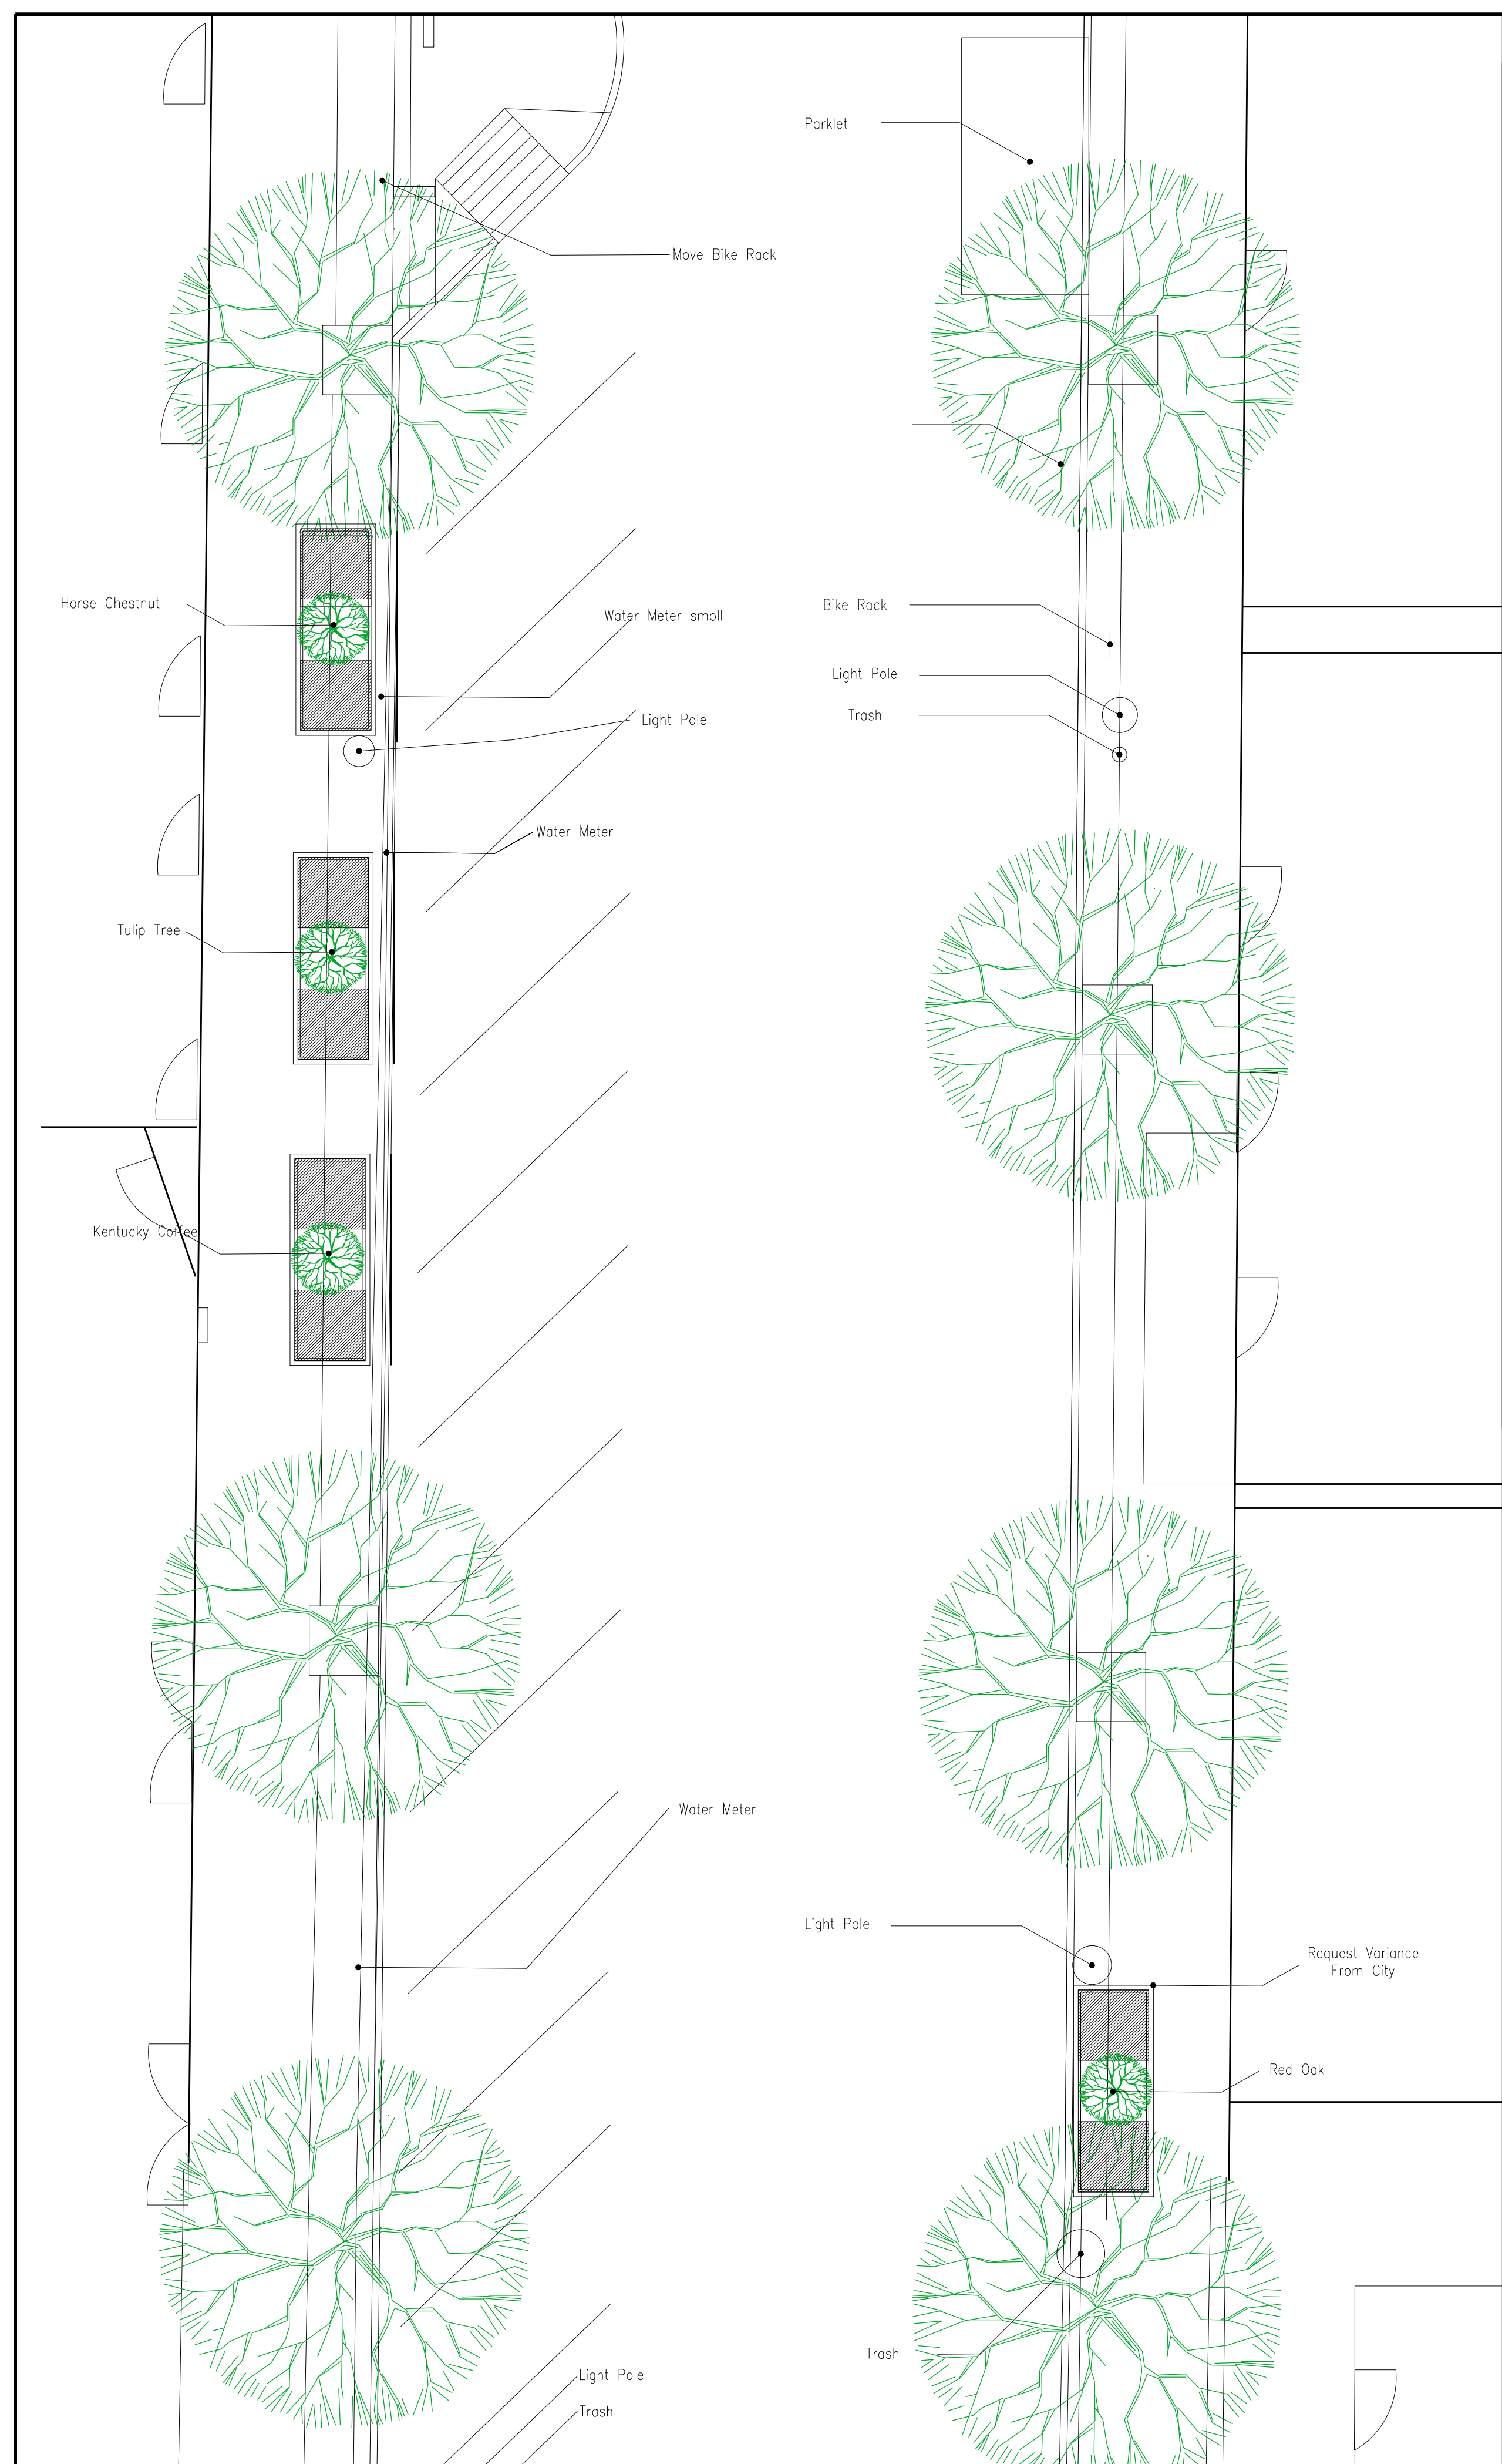 Parklet
Move Bike Rack
Horse Chestnut
Water Meter smoll
Bike Rack
Light Pole
Trash
Light Pole
Water Meter
Tulip Tree
Kentucky Coffee
Water Meter
Light Pole
Request Variance
From City
Red Oak
Trash
Light Pole
Trash